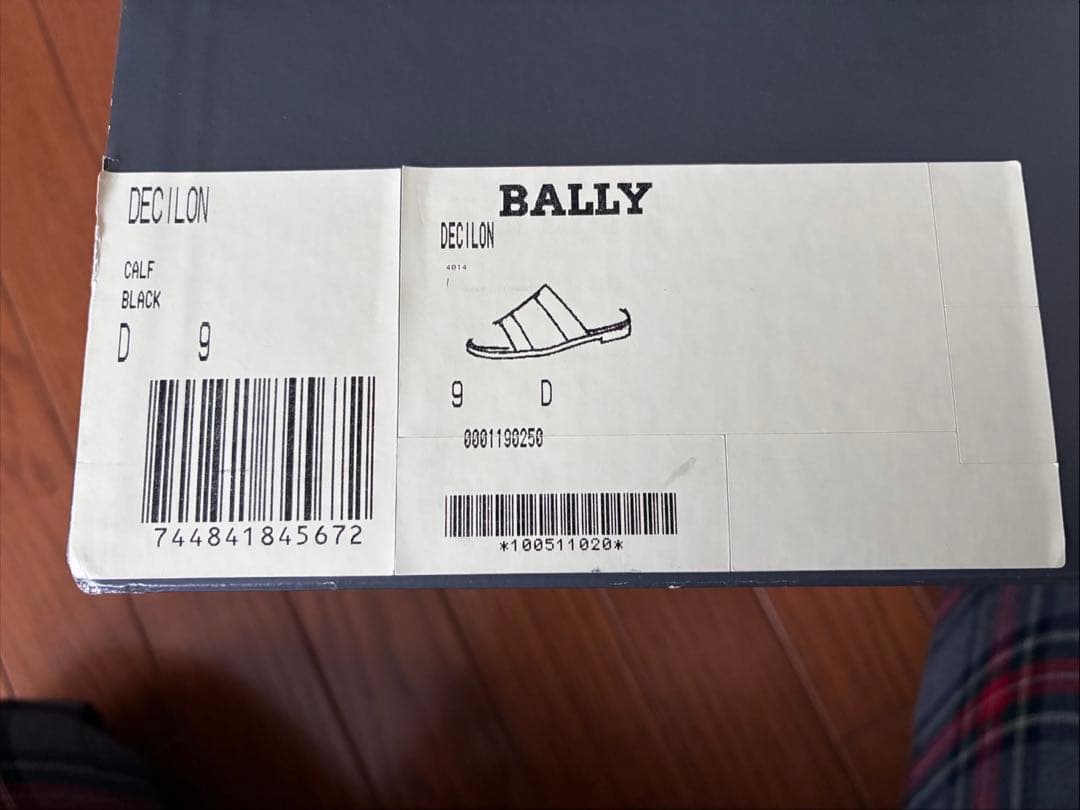 DECILON
CALF
BLACK
D 9
744841845672
BALLY
DECILON
4014
/
9 D
0001190250
*100511020*